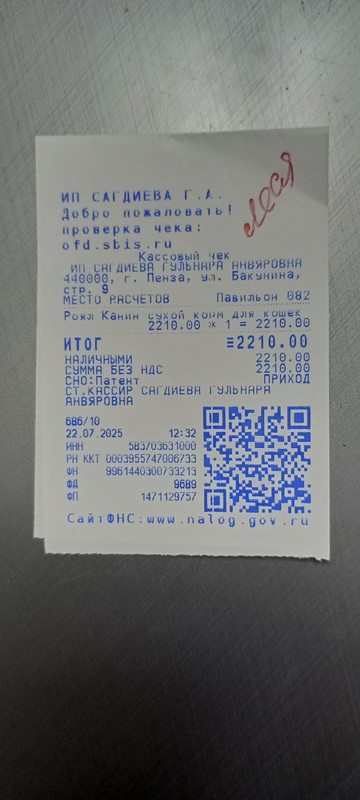 леся
ИП САГДИЕВА Г.А.
Добро пожаловать!
проверка чека:
ofd.sbis.ru
Кассовый чек
ИП САГДИЕВА ГУЛЬНАРА АНВЯРОВНА
440000, г. Пенза, ул. Бакунина,
стр. 9
МЕСТО РАСЧЕТОВ Павильон 082
Роял Канин сухой корм для кошек
2210.00 * 1 = 2210.00
ИТОГ =2210.00
НАЛИЧНЫМИ 2210.00
СУММА БЕЗ НДС 2210.00
СНО:Патент ПРИХОД
СТ.КАССИР САГДИЕВА ГУЛЬНАРА
АНВЯРОВНА
686/10
22.07.2025 12:32
ИНН 583703631000
РН ККТ 0003955747006733
ФН 9961440300733213
ФД 9689
ФП 1471129757
СайтФНС:www.nalog.gov.ru